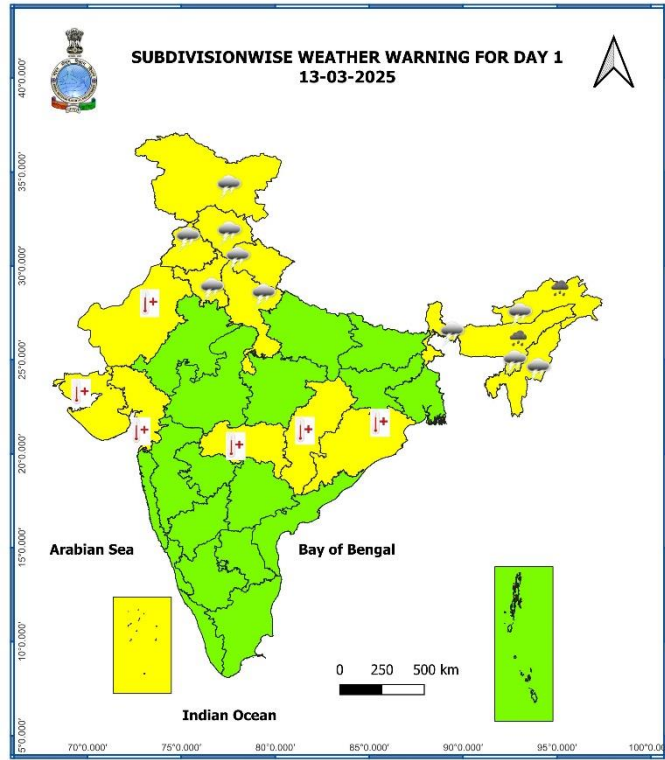 SUBDIVISIONWISE WEATHER WARNING FOR DAY 1
13-03-2025
40°0.000'
35°0.000'
30°0.000'
25°0.000'
20°0.000'
15°0.000'
10°0.000'
5°0.000'
Arabian Sea
Bay of Bengal
0 250 500 km
Indian Ocean
70°0.000' 75°0.000' 80°0.000' 85°0.000' 90°0.000' 95°0.000' 100°0.000'